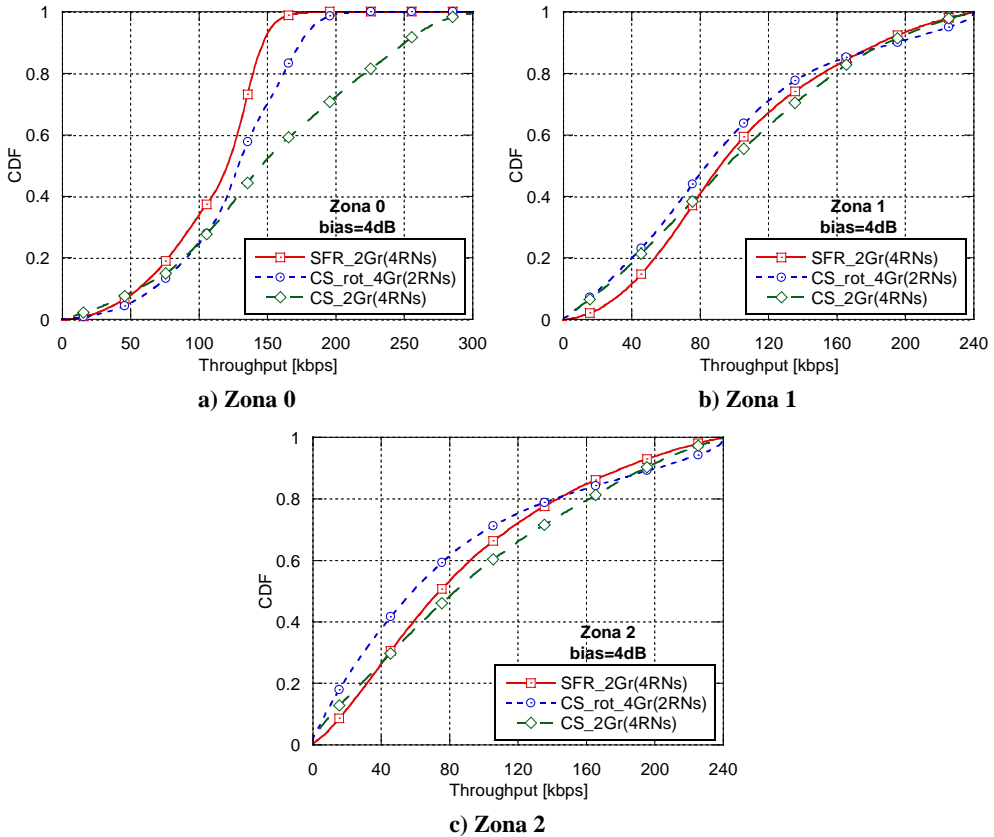 1
0.8
0.6
0.4
0.2
0
CDF
0 50 100 150 200 250 300
Throughput [kbps]
Zona 0
bias=4dB
SFR_2Gr(4RNs)
CS_rot_4Gr(2RNs)
CS_2Gr(4RNs)
a) Zona 0
1
0.8
0.6
0.4
0.2
0
CDF
0 40 80 120 160 200 240
Throughput [kbps]
Zona 1
bias=4dB
SFR_2Gr(4RNs)
CS_rot_4Gr(2RNs)
CS_2Gr(4RNs)
b) Zona 1
1
0.8
0.6
0.4
0.2
0
CDF
0 40 80 120 160 200 240
Throughput [kbps]
Zona 2
bias=4dB
SFR_2Gr(4RNs)
CS_rot_4Gr(2RNs)
CS_2Gr(4RNs)
c) Zona 2